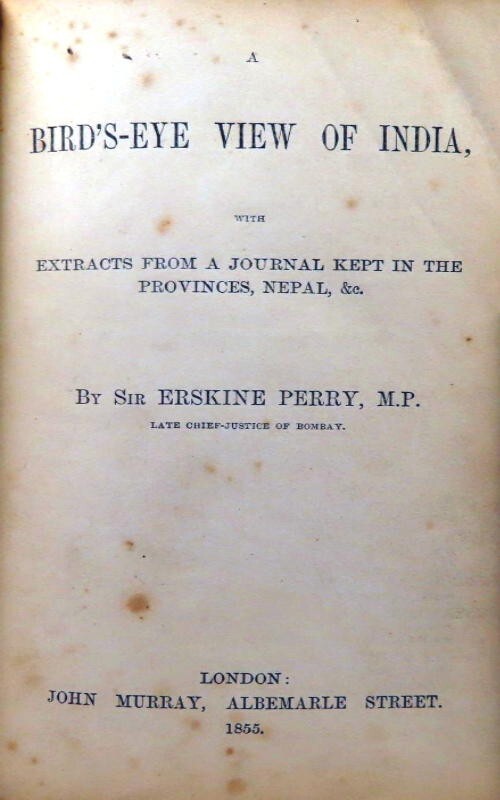 A
BIRD'S-EYE VIEW OF INDIA,
WITH
EXTRACTS FROM A JOURNAL KEPT IN THE
PROVINCES, NEPAL, &c.
By Sir ERSKINE PERRY, M.P.
LATE CHIEF-JUSTICE OF BOMBAY.
LONDON:
JOHN MURRAY, ALBEMARLE STREET.
1855.